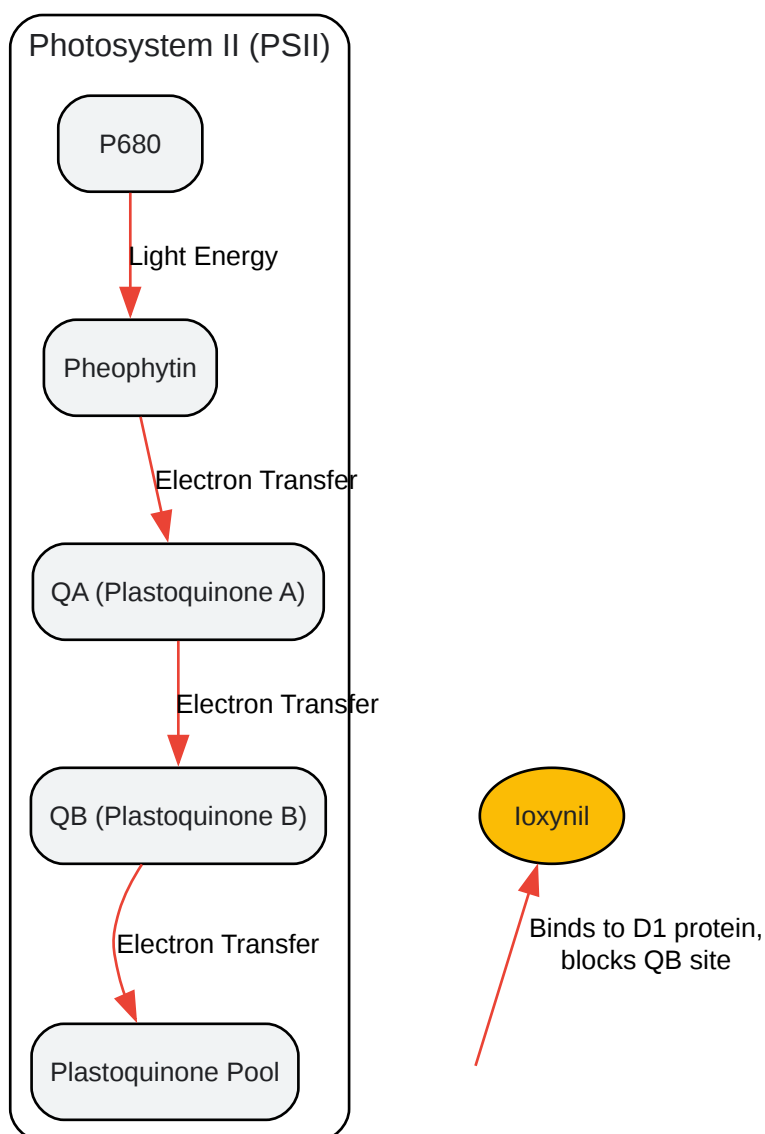 Photosystem II (PSII)
P680
Light Energy
Pheophytin
Electron Transfer
QA (Plastoquinone A)
Electron Transfer
QB (Plastoquinone B)
Ioxynil
Electron Transfer
Binds to D1 protein,
blocks QB site
Plastoquinone Pool